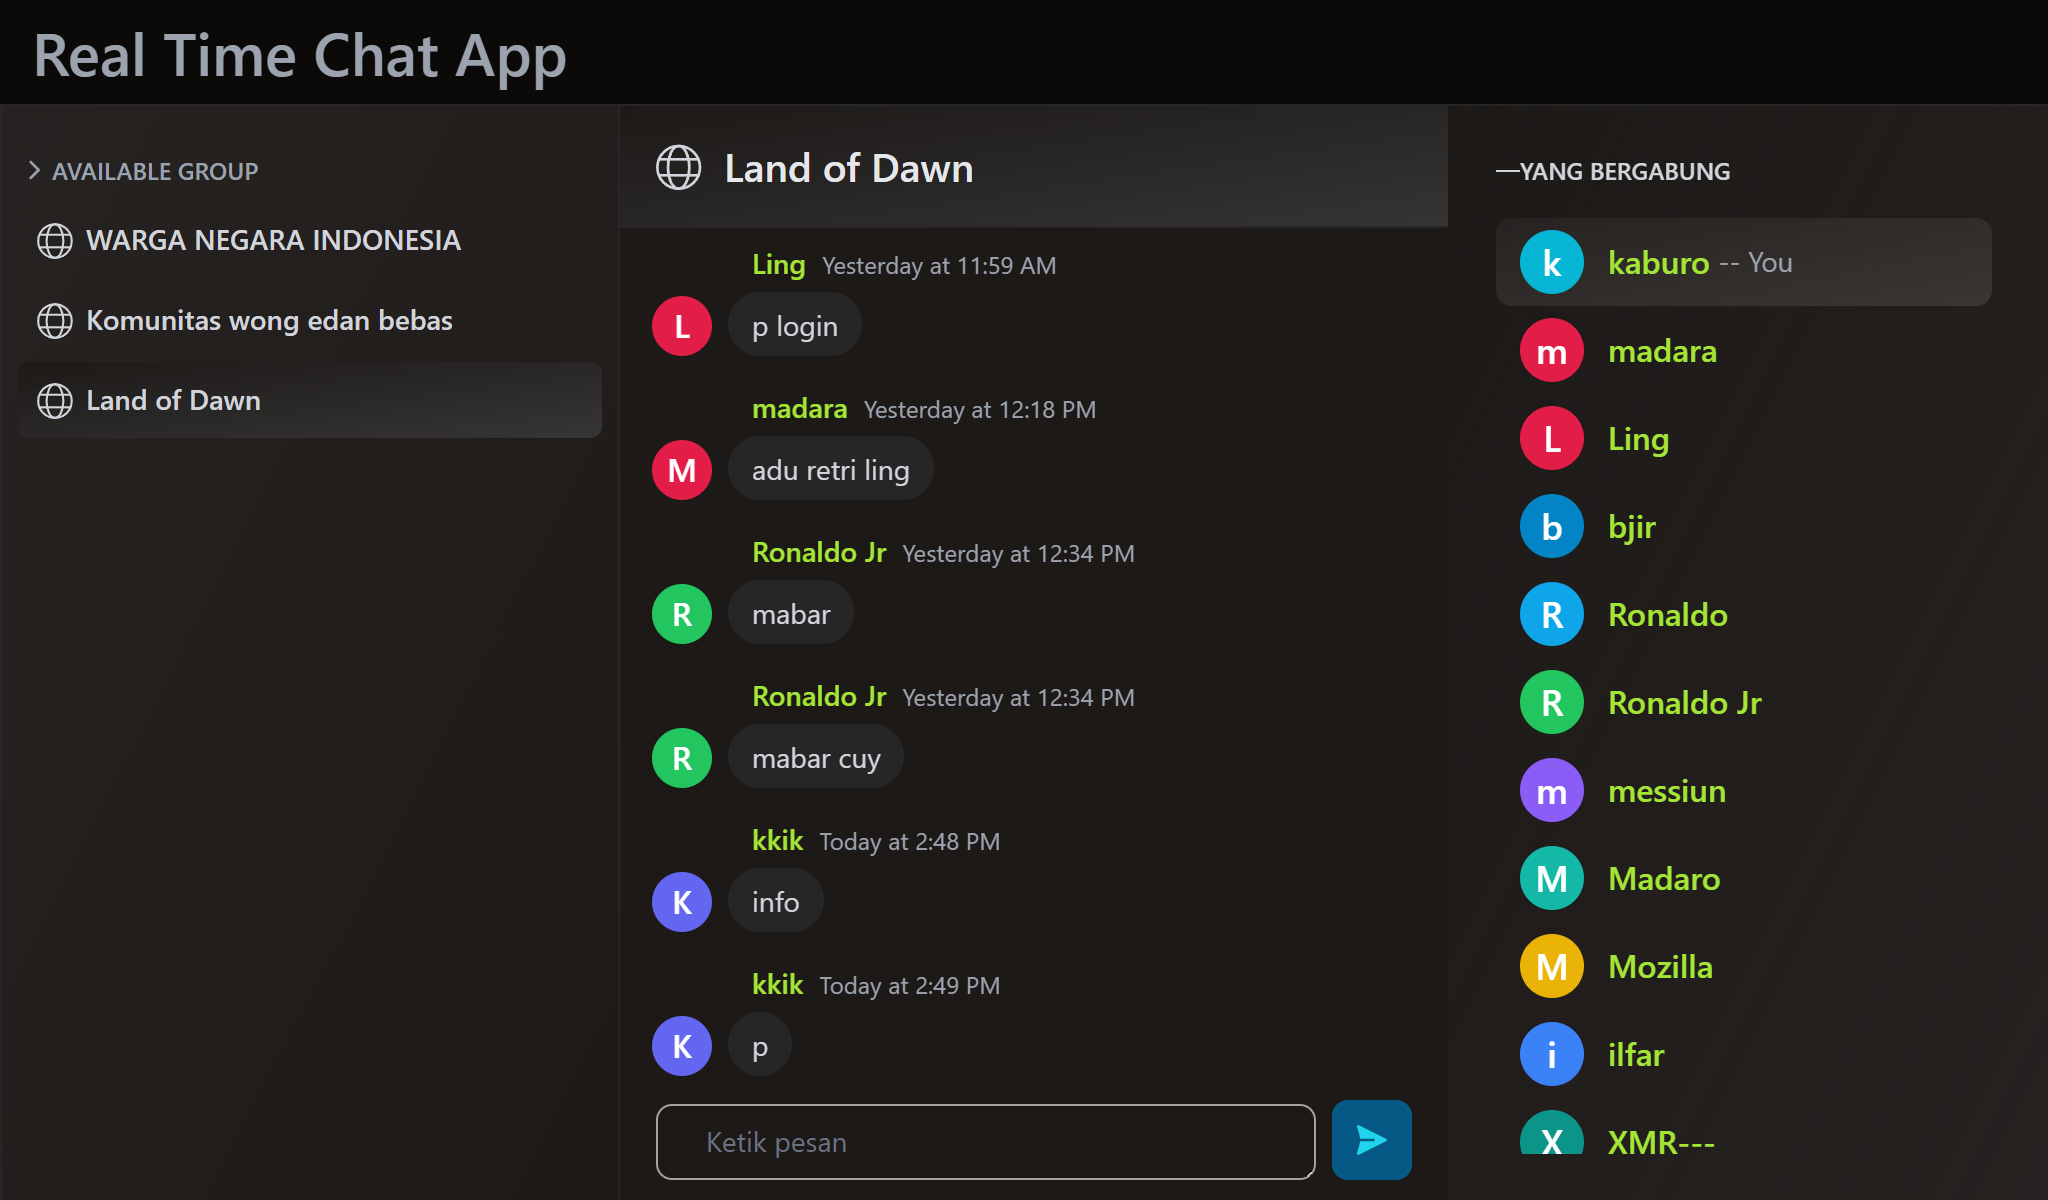 Real Time Chat App
AVAILABLE GROUP
WARGA NEGARA INDONESIA
Komunitas wong edan bebas
Land of Dawn
Land of Dawn
Ling Yesterday at 11:59 AM
L p login
madara Yesterday at 12:18 PM
M adu retri ling
Ronaldo Jr Yesterday at 12:34 PM
R mabar
Ronaldo Jr Yesterday at 12:34 PM
R mabar cuy
kkik Today at 2:48 PM
K info
kkik Today at 2:49 PM
K p
Ketik pesan
—YANG BERGABUNG
k kaburo -- You
m madara
L Ling
b bjir
R Ronaldo
R Ronaldo Jr
m messiun
M Madaro
M Mozilla
i ilfar
X XMR---